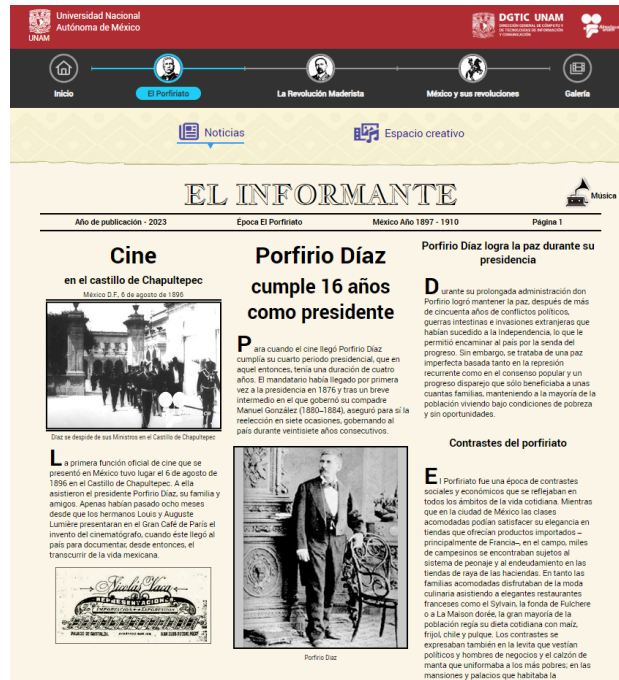 Universidad Nacional
Autónoma de México
UNAM
DGTIC UNAM
DIRECCIÓN GENERAL DE CÓMPUTO Y
DE TECNOLOGÍAS DE INFORMACIÓN
Y COMUNICACIÓN
Inicio
El Porfiriato
La Revolución Maderista
México y sus revoluciones
Galería
Noticias
Espacio creativo
EL INFORMANTE
Música
Año de publicación - 2023
Época El Porfiriato
México Año 1897 - 1910
Página 1
Cine
en el castillo de Chapultepec
México D.F., 6 de agosto de 1896
Díaz se despide de sus Ministros en el Castillo de Chapultepec
La primera función oficial de cine que se
presentó en México tuvo lugar el 6 de agosto de
1896 en el Castillo de Chapultepec. A ella
asistieron el presidente Porfirio Díaz, su familia y
amigos. Apenas habían pasado ocho meses
desde que los hermanos Louis y Auguste
Lumière presentaran en el Gran Café de París el
invento del cinematógrafo, cuando éste llegó al
país para documentar, desde entonces, el
transcurrir de la vida mexicana.
Nicolás Vaca
REPRESENTACIONES
IMPORTACIÓN EXPORTACIÓN
Porfirio Díaz
cumple 16 años
como presidente
Para cuando el cine llegó Porfirio Díaz
cumplía su cuarto periodo presidencial, que en
aquel entonces, tenía una duración de cuatro
años. El mandatario había llegado por primera
vez a la presidencia en 1876 y tras un breve
intermedio en el que gobernó su compadre
Manuel González (1880–1884), aseguró para sí la
reelección en siete ocasiones, gobernando al
país durante veintisiete años consecutivos.
Porfirio Díaz
Porfirio Díaz logra la paz durante su
presidencia
Durante su prolongada administración don
Porfirio logró mantener la paz, después de más
de cincuenta años de conflictos políticos,
guerras intestinas e invasiones extranjeras que
habían sucedido a la Independencia, lo que le
permitió encaminar al país por la senda del
progreso. Sin embargo, se trataba de una paz
imperfecta basada tanto en la represión
recurrente como en el consenso popular y un
progreso disparejo que sólo beneficiaba a unas
cuantas familias, manteniendo a la mayoría de la
población viviendo bajo condiciones de pobreza
y sin oportunidades.
Contrastes del porfiriato
El Porfiriato fue una época de contrastes
sociales y económicos que se reflejaban en
todos los ámbitos de la vida cotidiana. Mientras
que en la ciudad de México las clases
acomodadas podían satisfacer su elegancia en
tiendas que ofrecían productos importados –
principalmente de Francia–, en el campo, miles
de campesinos se encontraban sujetos al
sistema de peonaje y al endeudamiento en las
tiendas de raya de las haciendas. En tanto las
familias acomodadas disfrutaban de la moda
culinaria asistiendo a elegantes restaurantes
franceses como el Sylvain, la fonda de Fulchere
o a La Maison dorée, la gran mayoría de la
población regía su dieta cotidiana con maíz,
frijol, chile y pulque. Los contrastes se
expresaban también en la levita que vestían
políticos y hombres de negocios y el calzón de
manta que uniformaba a los más pobres; en las
mansiones y palacios que habitaba la